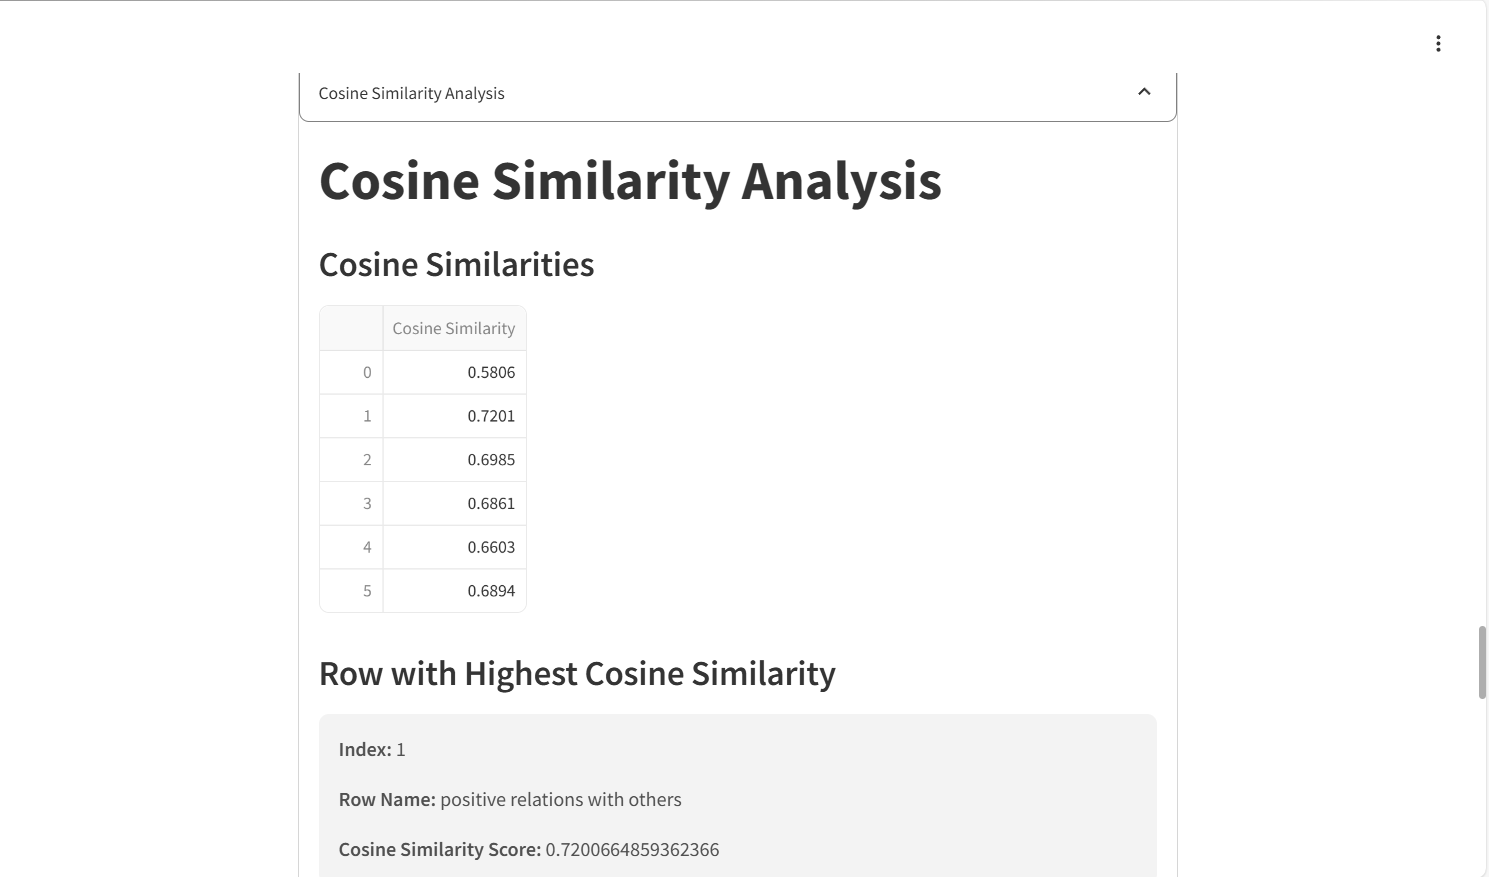 Cosine Similarity Analysis
Cosine Similarity Analysis
Cosine Similarities
Cosine Similarity
0 0.5806
1 0.7201
2 0.6985
3 0.6861
4 0.6603
5 0.6894
Row with Highest Cosine Similarity
Index: 1
Row Name: positive relations with others
Cosine Similarity Score: 0.7200664859362366